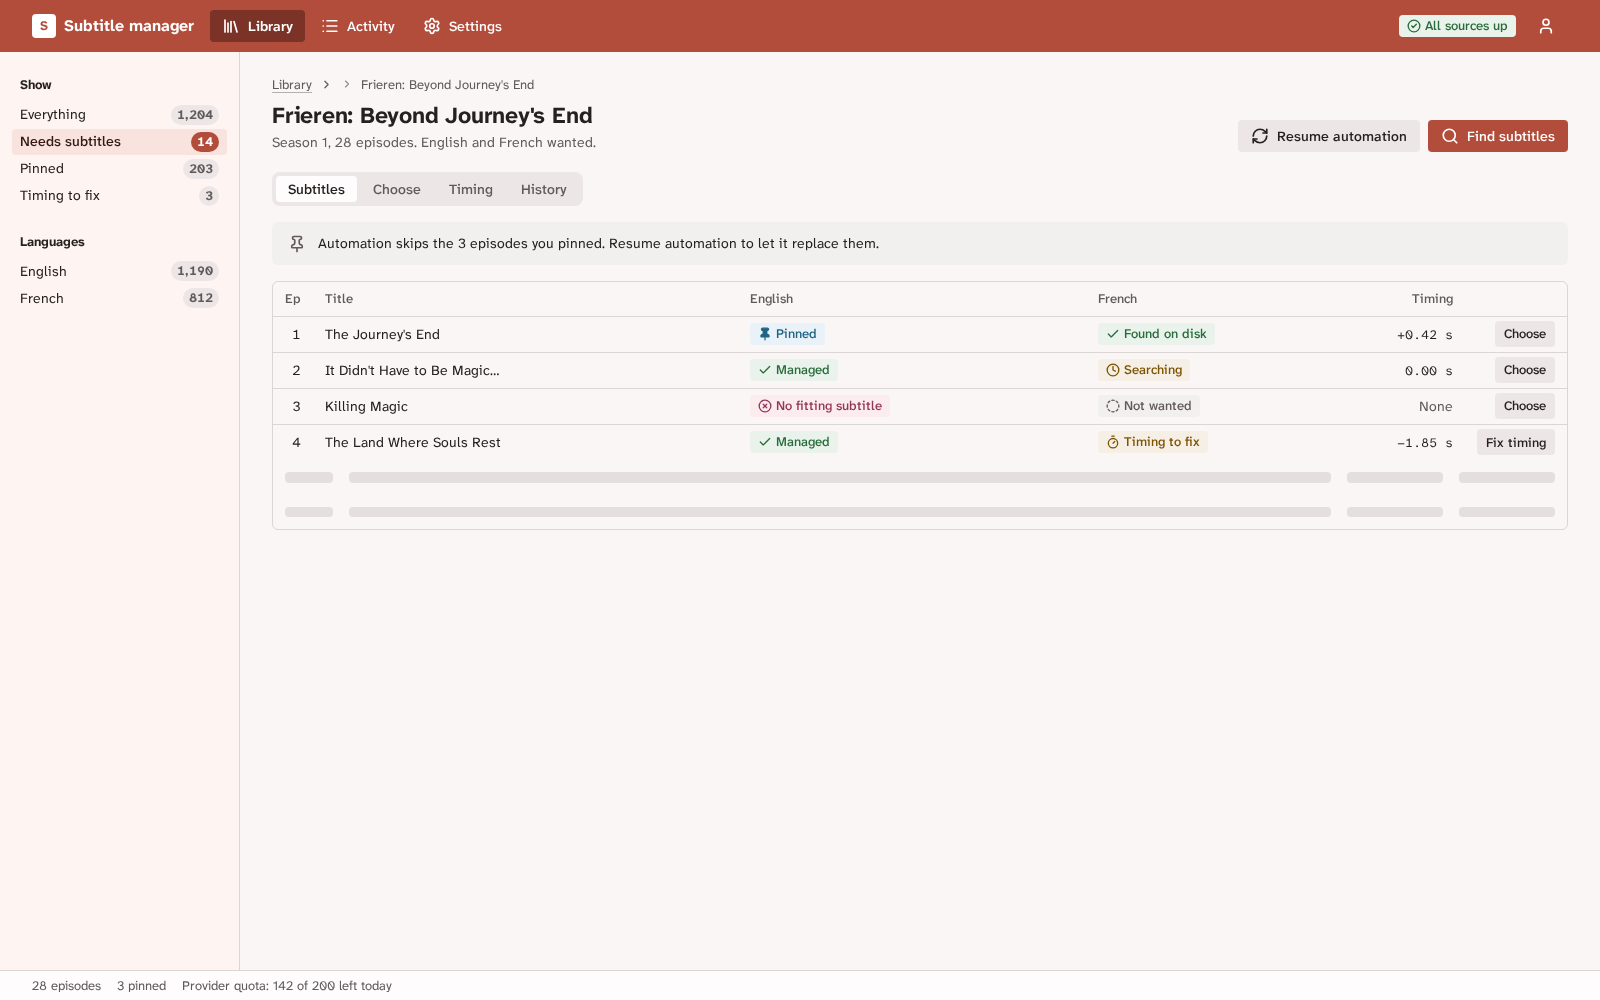 S Subtitle manager Library Activity Settings All sources up
Show
Everything 1,204
Needs subtitles 14
Pinned 203
Timing to fix 3
Languages
English 1,190
French 812
Library Frieren: Beyond Journey's End
Frieren: Beyond Journey's End
Season 1, 28 episodes. English and French wanted.
Resume automation Find subtitles
Subtitles Choose Timing History
Automation skips the 3 episodes you pinned. Resume automation to let it replace them.
Ep Title English French Timing
1 The Journey's End Pinned Found on disk +0.42 s Choose
2 It Didn't Have to Be Magic... Managed Searching 0.00 s Choose
3 Killing Magic No fitting subtitle Not wanted None Choose
4 The Land Where Souls Rest Managed Timing to fix −1.85 s Fix timing
28 episodes 3 pinned Provider quota: 142 of 200 left today